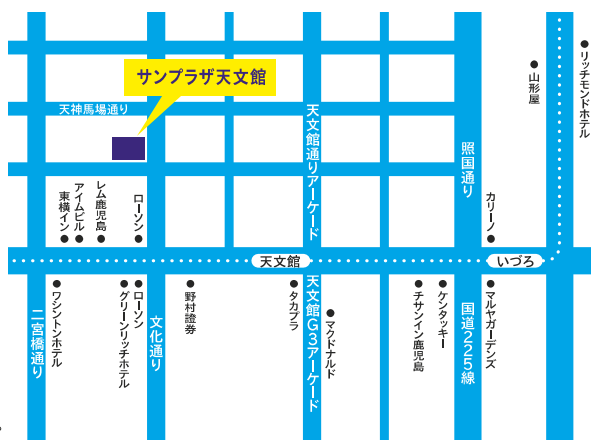 サンプラザ天文館
天神馬場通り
天文館通りアーケード
照国通り
山形屋
リッチモンドホテル
東横イン
アイムビル
レム鹿児島
ローソン
カリーノ
天文館
いづろ
二宮橋通り
ワシントンホテル
グリーンリッチホテル
ローソン
文化通り
野村證券
タカプラ
天文館G3アーケード
マクドナルド
チサンイン鹿児島
ケンタッキー
国道225線
マルヤガーデンズ